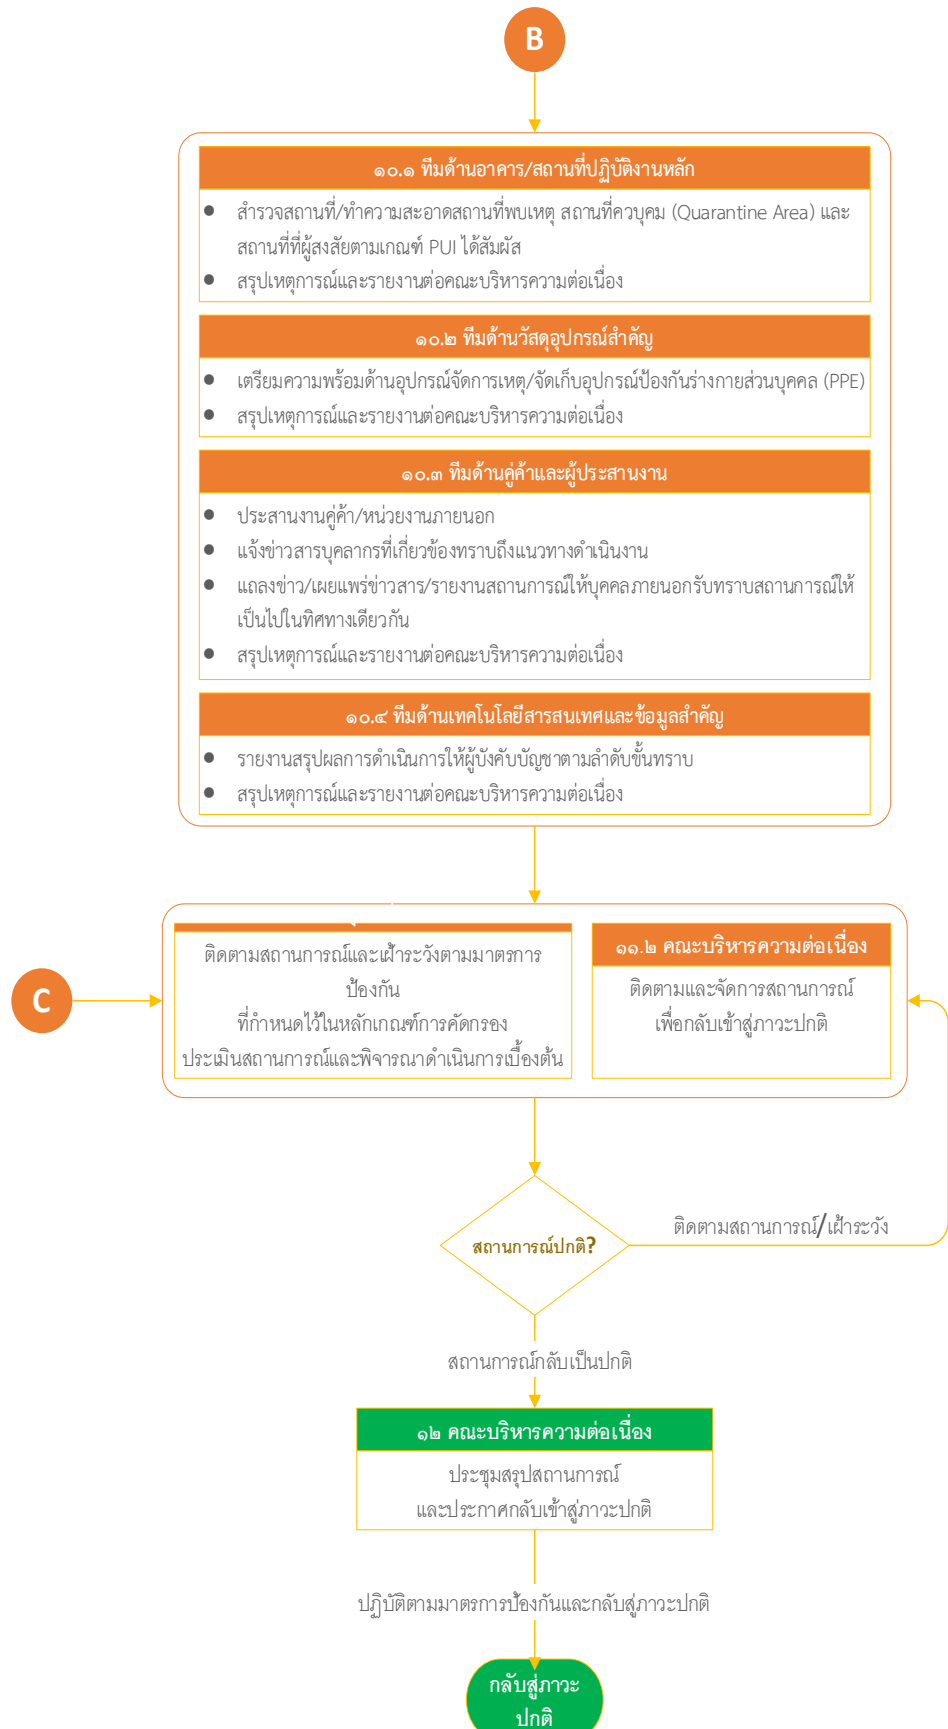 B
๑๐.๑ ทีมด้านอาคาร/สถานที่ปฏิบัติงานหลัก
● สำรวจสถานที่/ทำความสะอาดสถานที่พบเหตุ สถานที่ควบคุม (Quarantine Area) และ
สถานที่ที่ผู้สงสัยตามเกณฑ์ PUI ได้สัมผัส
● สรุปเหตุการณ์และรายงานต่อคณะบริหารความต่อเนื่อง
๑๐.๒ ทีมด้านวัสดุอุปกรณ์สำคัญ
● เตรียมความพร้อมด้านอุปกรณ์จัดการเหตุ/จัดเก็บอุปกรณ์ป้องกันร่างกายส่วนบุคคล (PPE)
● สรุปเหตุการณ์และรายงานต่อคณะบริหารความต่อเนื่อง
๑๐.๓ ทีมด้านคู่ค้าและผู้ประสานงาน
● ประสานงานคู่ค้า/หน่วยงานภายนอก
● แจ้งข่าวสารบุคลากรที่เกี่ยวข้องทราบถึงแนวทางดำเนินงาน
● แถลงข่าว/เผยแพร่ข่าวสาร/รายงานสถานการณ์ให้บุคคลภายนอกรับทราบสถานการณ์ให้
เป็นไปในทิศทางเดียวกัน
● สรุปเหตุการณ์และรายงานต่อคณะบริหารความต่อเนื่อง
๑๐.๔ ทีมด้านเทคโนโลยีสารสนเทศและข้อมูลสำคัญ
● รายงานสรุปผลการดำเนินการให้ผู้บังคับบัญชาตามลำดับขั้นทราบ
● สรุปเหตุการณ์และรายงานต่อคณะบริหารความต่อเนื่อง
C
ติดตามสถานการณ์และเฝ้าระวังตามมาตรการ
ป้องกัน
ที่กำหนดไว้ในหลักเกณฑ์การคัดกรอง
ประเมินสถานการณ์และพิจารณาดำเนินการเบื้องต้น
๑๑.๒ คณะบริหารความต่อเนื่อง
ติดตามและจัดการสถานการณ์
เพื่อกลับเข้าสู่ภาวะปกติ
สถานการณ์ปกติ?
ติดตามสถานการณ์/เฝ้าระวัง
สถานการณ์กลับเป็นปกติ
๑๒ คณะบริหารความต่อเนื่อง
ประชุมสรุปสถานการณ์
และประกาศกลับเข้าสู่ภาวะปกติ
ปฏิบัติตามมาตรการป้องกันและกลับสู่ภาวะปกติ
กลับสู่ภาวะ
ปกติ